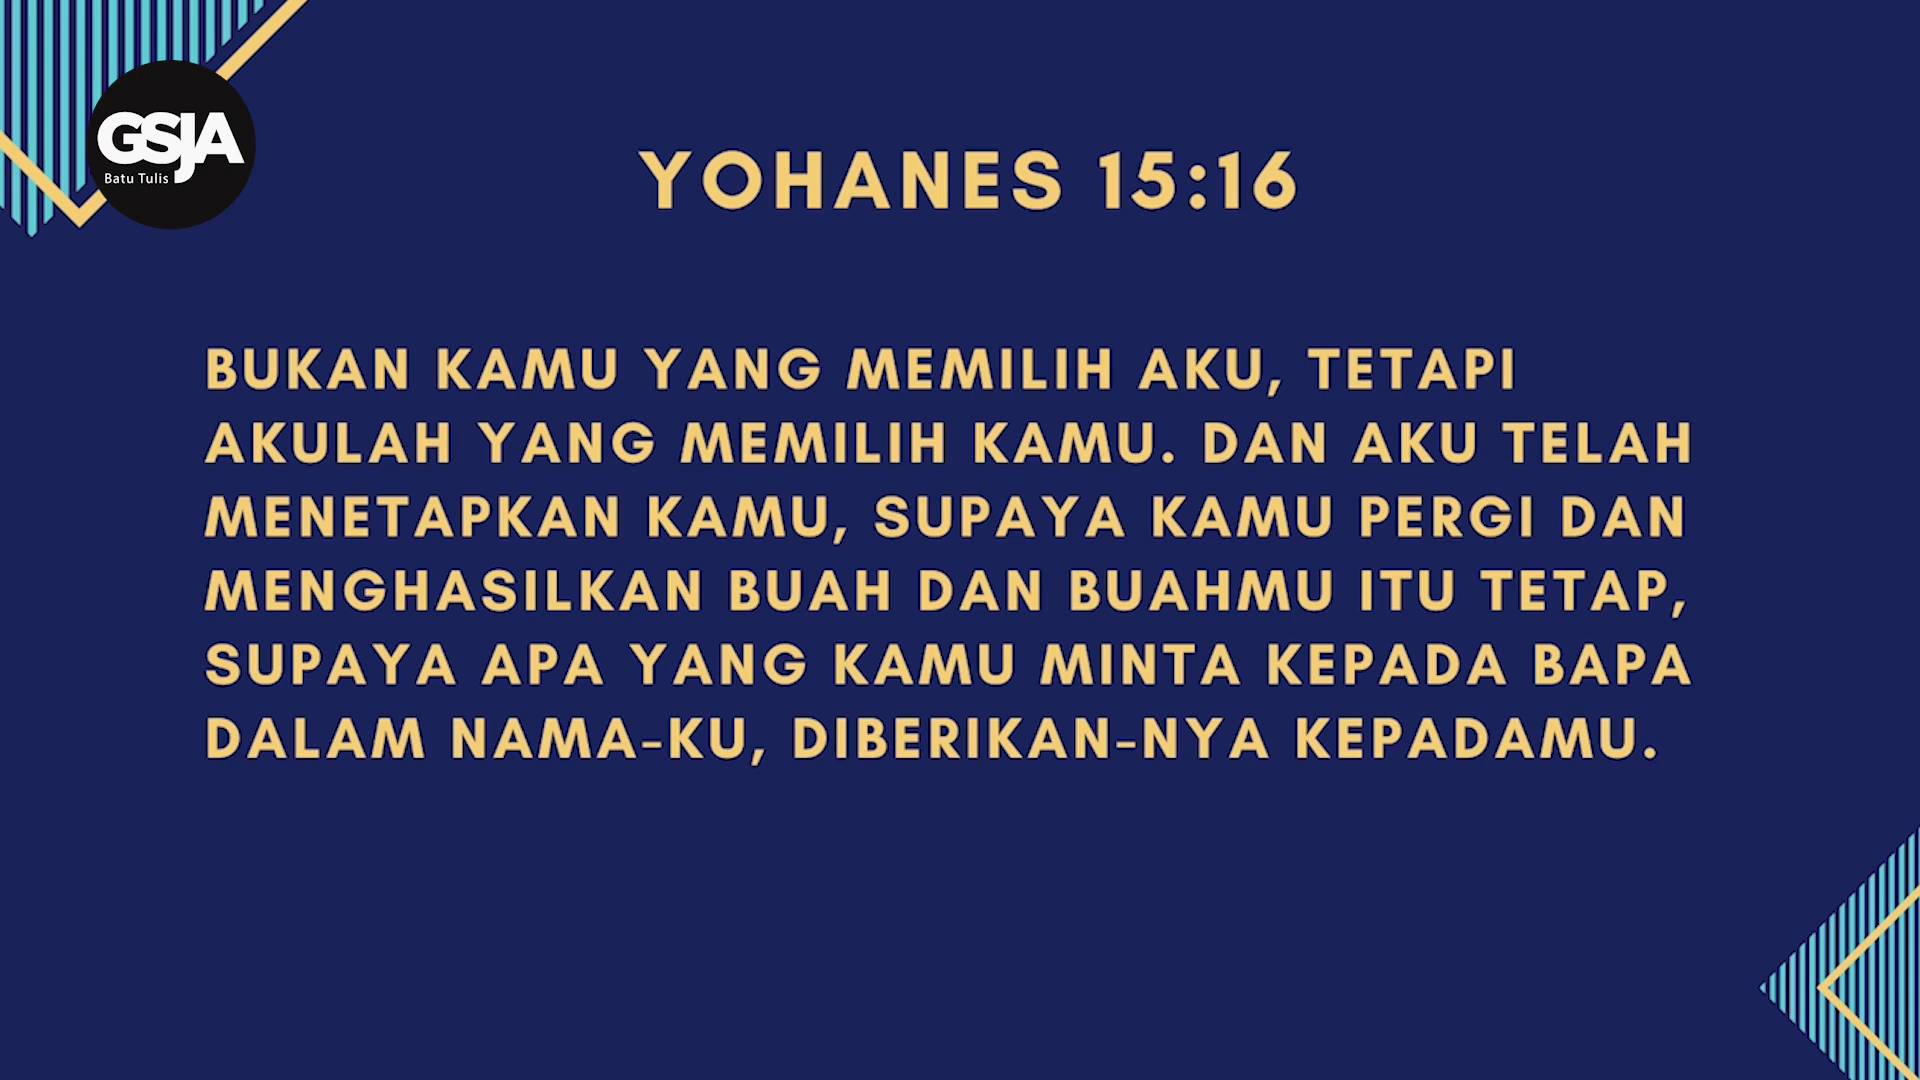 GSJA
Batu Tulis
YOHANES 15:16
BUKAN KAMU YANG MEMILIH AKU, TETAPI
AKULAH YANG MEMILIH KAMU. DAN AKU TELAH
MENETAPKAN KAMU, SUPAYA KAMU PERGI DAN
MENGHASILKAN BUAH DAN BUAHMU ITU TETAP,
SUPAYA APA YANG KAMU MINTA KEPADA BAPA
DALAM NAMA-KU, DIBERIKAN-NYA KEPADAMU.